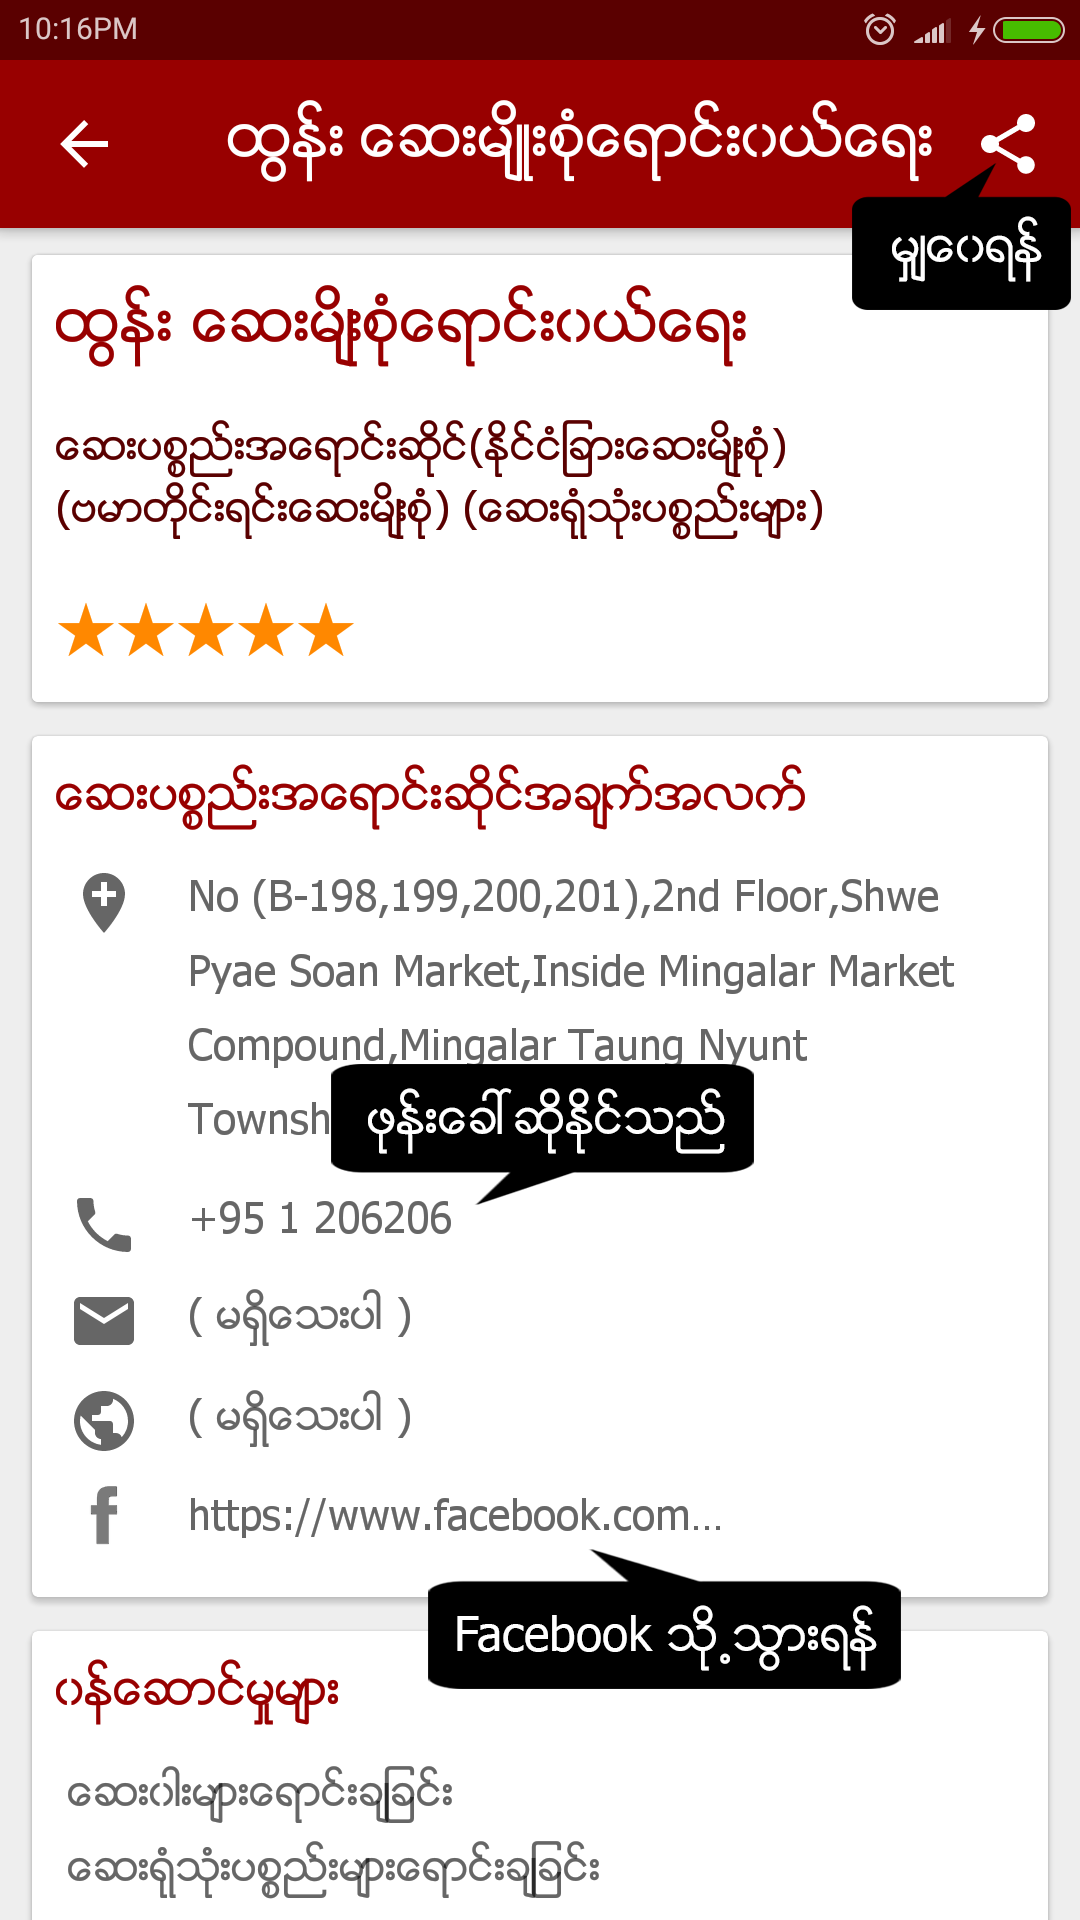 10:16PM
ထွန်း ဆေးမျိုးစုံရောင်းဝယ်ရေး
မျှဝေရန်
ထွန်း ဆေးမျိုးစုံရောင်းဝယ်ရေး
ဆေးပစ္စည်းအရောင်းဆိုင်(နိုင်ငံခြားဆေးမျိုးစုံ)
(ဗမာတိုင်းရင်းဆေးမျိုးစုံ) (ဆေးရုံသုံးပစ္စည်းများ)
ဆေးပစ္စည်းအရောင်းဆိုင်အချက်အလက်
No (B-198,199,200,201),2nd Floor,Shwe
Pyae Soan Market,Inside Mingalar Market
Compound,Mingalar Taung Nyunt
Townsh
ဖုန်းခေါ်ဆိုနိုင်သည်
+95 1 206206
( မရှိသေးပါ )
( မရှိသေးပါ )
https://www.facebook.com...
Facebook သို့သွားရန်
ဝန်ဆောင်မှုများ
ဆေးဝါးများရောင်းချခြင်း
ဆေးရုံသုံးပစ္စည်းများရောင်းချခြင်း